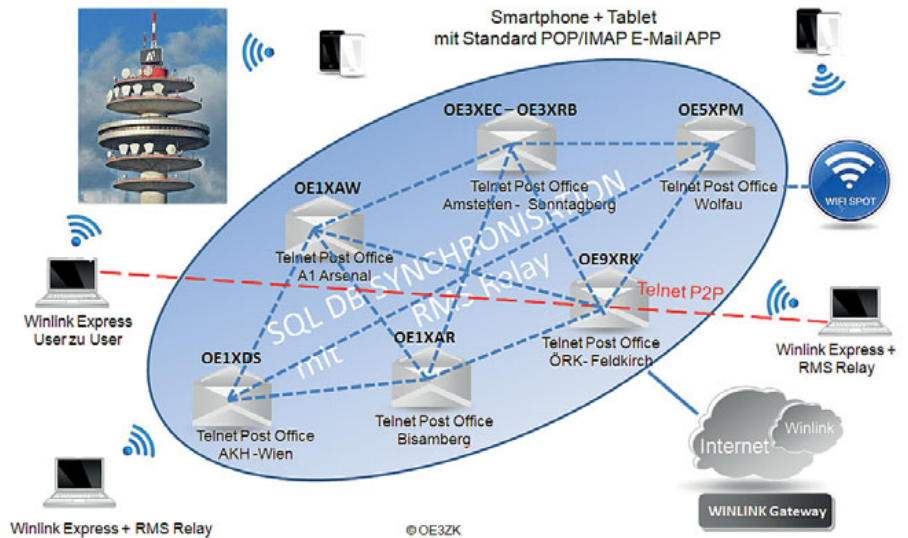 Smartphone + Tablet
mit Standard POP/IMAP E-Mail APP
A1
OE3XEC – OE3XRB
OE5XPM
Telnet Post Office
Amstetten - Sonntagberg
Telnet Post Office
Wolfau
WIFI SPOT
OE1XAW
Telnet Post Office
A1 Arsenal
SQL DB SYNCHRONISATION
mit RMS Relay
OE9XRK
Telnet P2P
Telnet Post Office
ÖRK- Feldkirch
Winlink Express
User zu User
Winlink Express +
RMS Relay
OE1XAR
Telnet Post Office
Bisamberg
OE1XDS
Telnet Post Office
AKH -Wien
Internet
Winlink
WINLINK Gateway
Winlink Express + RMS Relay
© OE3ZK